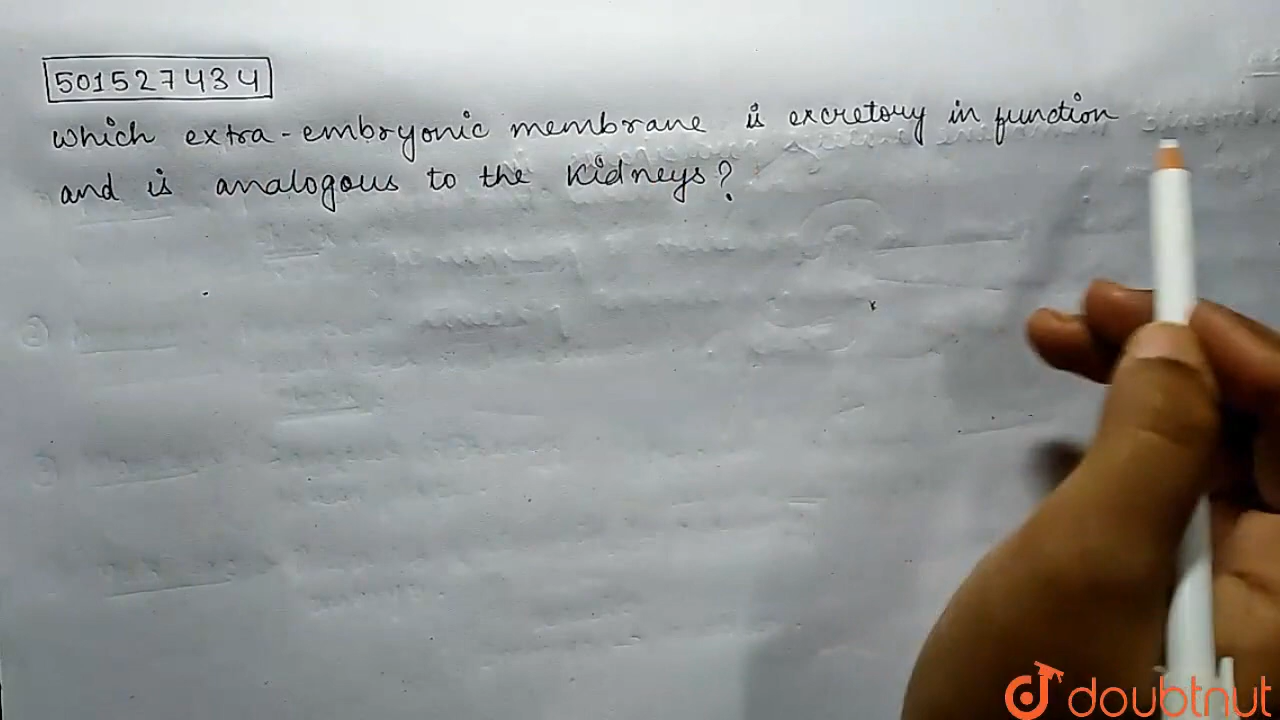 501527434
which extra-embryonic membrane is excretory in function
and is analogous to the kidneys?
doubtnut